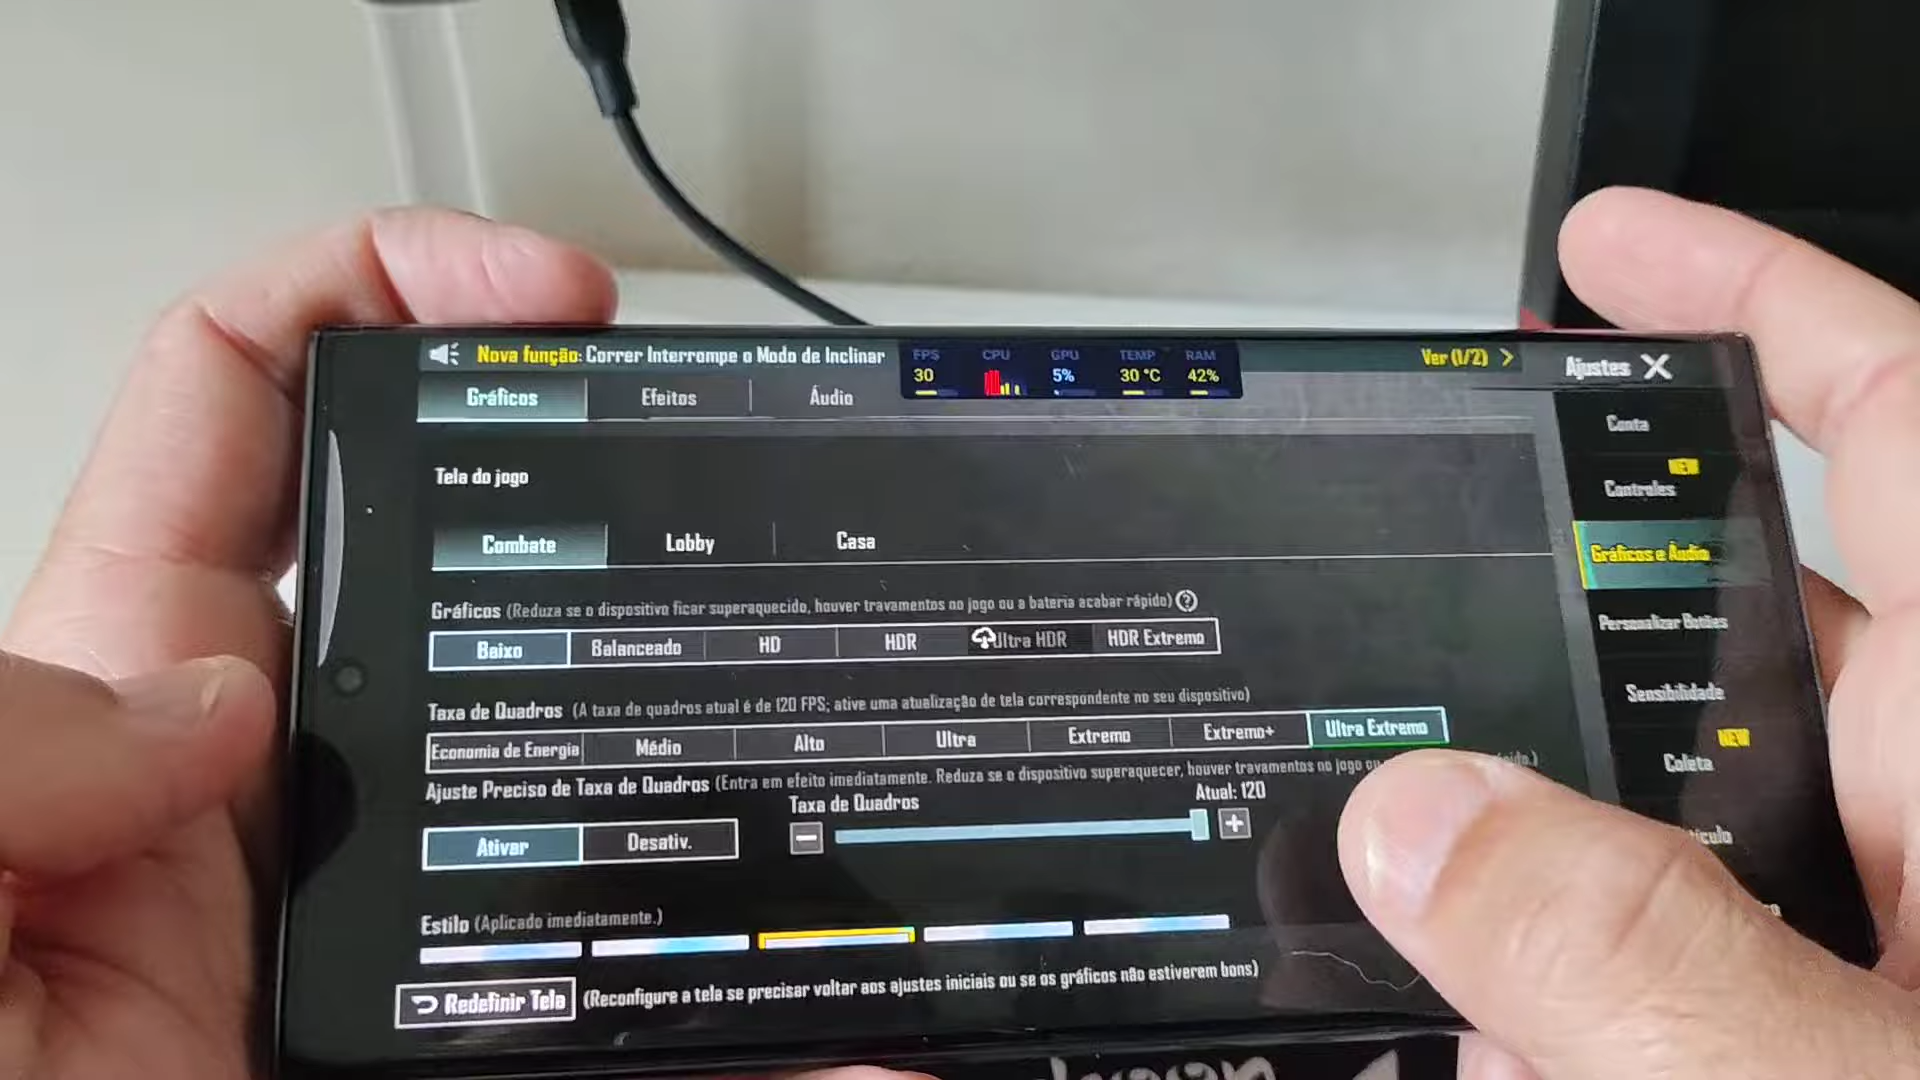 Nova função: Correr Interrompe o Modo de Inclinar
FPS CPU GPU TEMP RAM
30 5% 30 °C 42%
Ver (1/2)
Ajustes
Gráficos Efeitos Áudio
Conta
NEW
Controles
Gráficos e Áudio
Personalizar Botões
Sensibilidade
NEW
Coleta
Tela do jogo
Combate Lobby Casa
Gráficos (Reduza se o dispositivo ficar superaquecido, houver travamentos no jogo ou a bateria acabar rápido)
Baixo Balanceado HD HDR Ultra HDR HDR Extremo
Taxa de Quadros (A taxa de quadros atual é de 120 FPS; ative uma atualização de tela correspondente no seu dispositivo)
Economia de Energia Médio Alto Ultra Extremo Extremo+ Ultra Extremo
Ajuste Preciso de Taxa de Quadros (Entra em efeito imediatamente. Reduza se o dispositivo superaquecer, houver travamentos no jogo ou
Taxa de Quadros Atual: 120
Ativar Desativ.
Estilo (Aplicado imediatamente.)
Redefinir Tela (Reconfigure a tela se precisar voltar aos ajustes iniciais ou se os gráficos não estiverem bons)